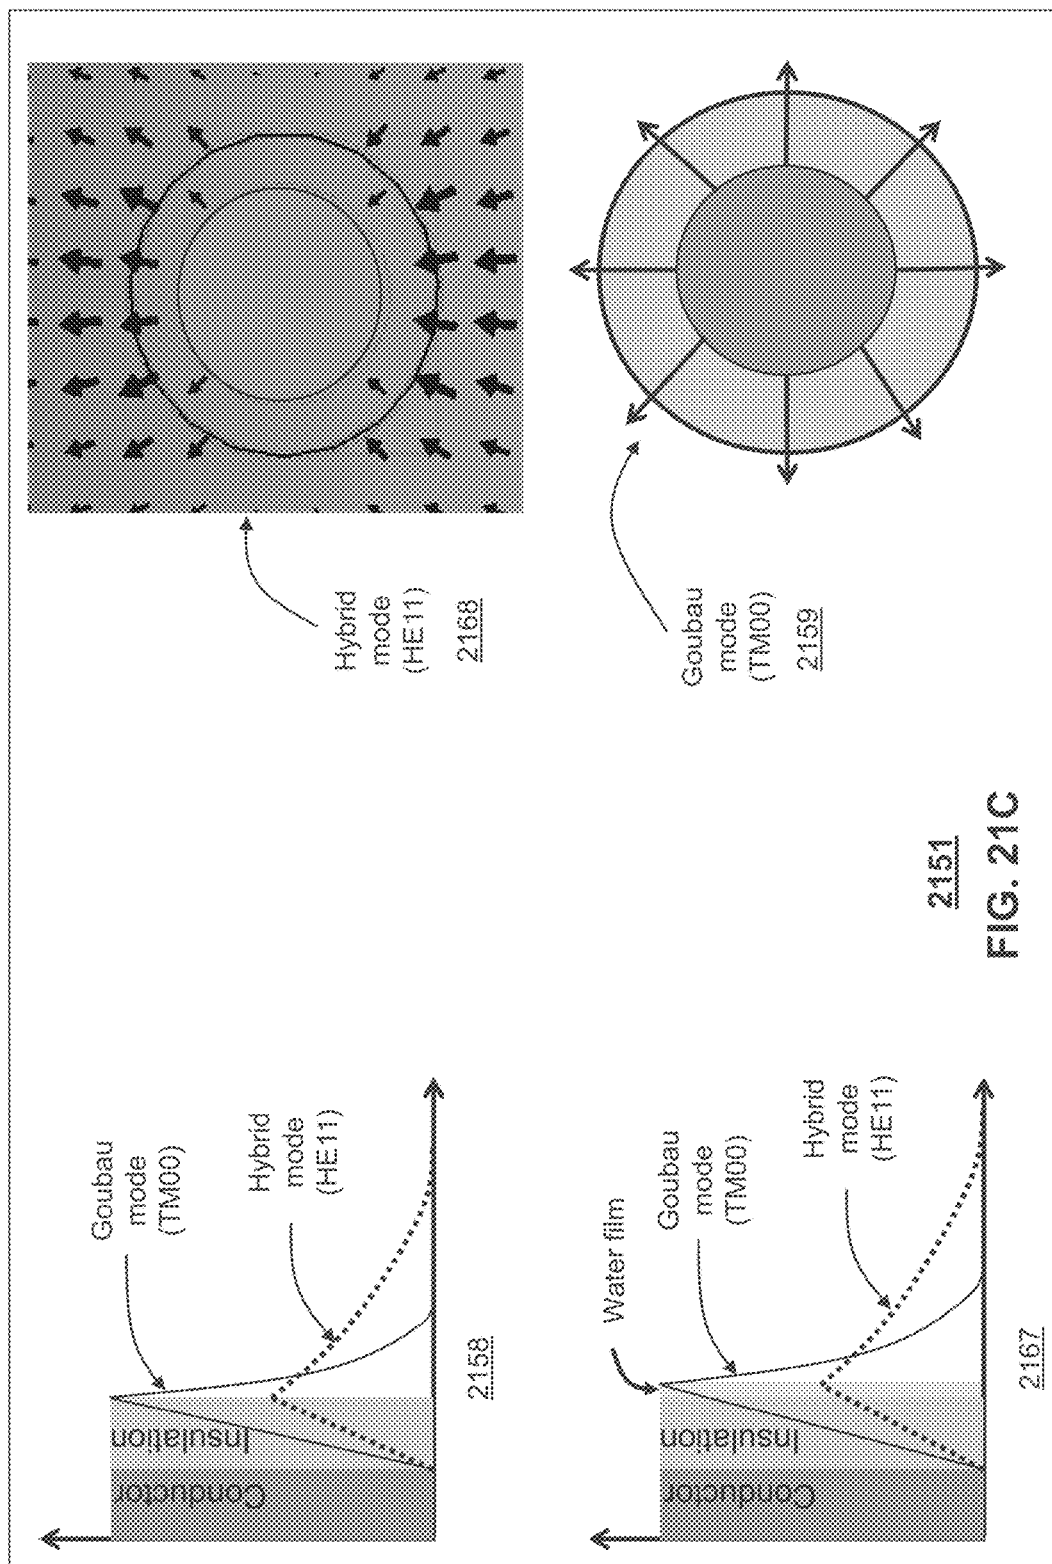 Conductor
Insulation
Goubau
mode
(TM00)
Hybrid
mode
(HE11)
2158
Hybrid
mode
(HE11)
2168
Conductor
Insulation
Water film
Goubau
mode
(TM00)
Hybrid
mode
(HE11)
2167
Goubau
mode
(TM00)
2159
2151
FIG. 21C